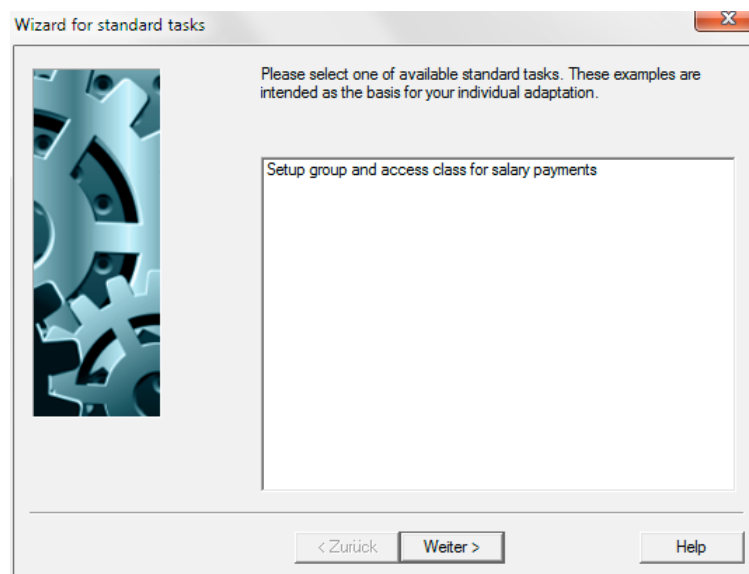 Wizard for standard tasks
Please select one of available standard tasks. These examples are
intended as the basis for your individual adaptation.
Setup group and access class for salary payments
< Zurück
Weiter >
Help